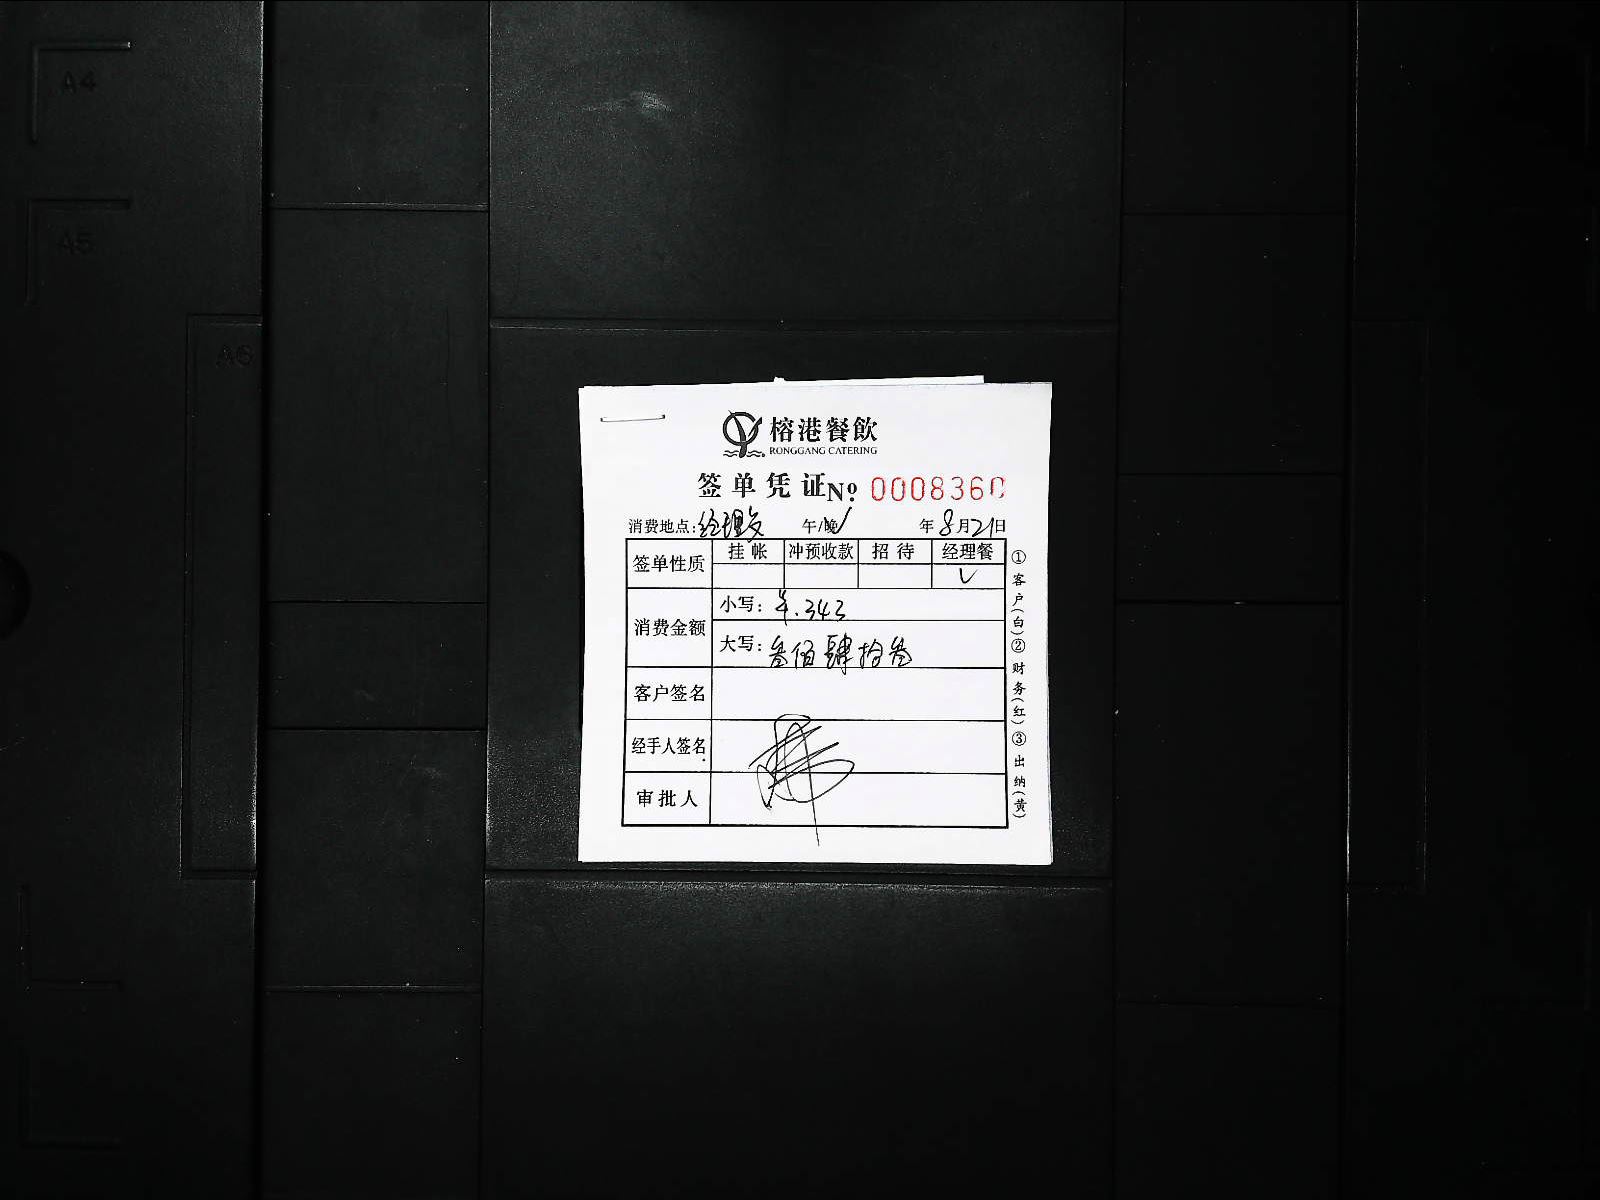 A4
A5
A6
榕港餐飲
RONGGANG CATERING
签单凭证 № 0008360
消费地点:经理 午/晚√ 年8月21日
签单性质 挂帐 冲预收款 招待 经理餐
√
消费金额 小写: ¥.343
大写: 叁佰肆拾叁
客户签名
经手人签名
审批人
①客户(白)②财务(红)③出纳(黄)